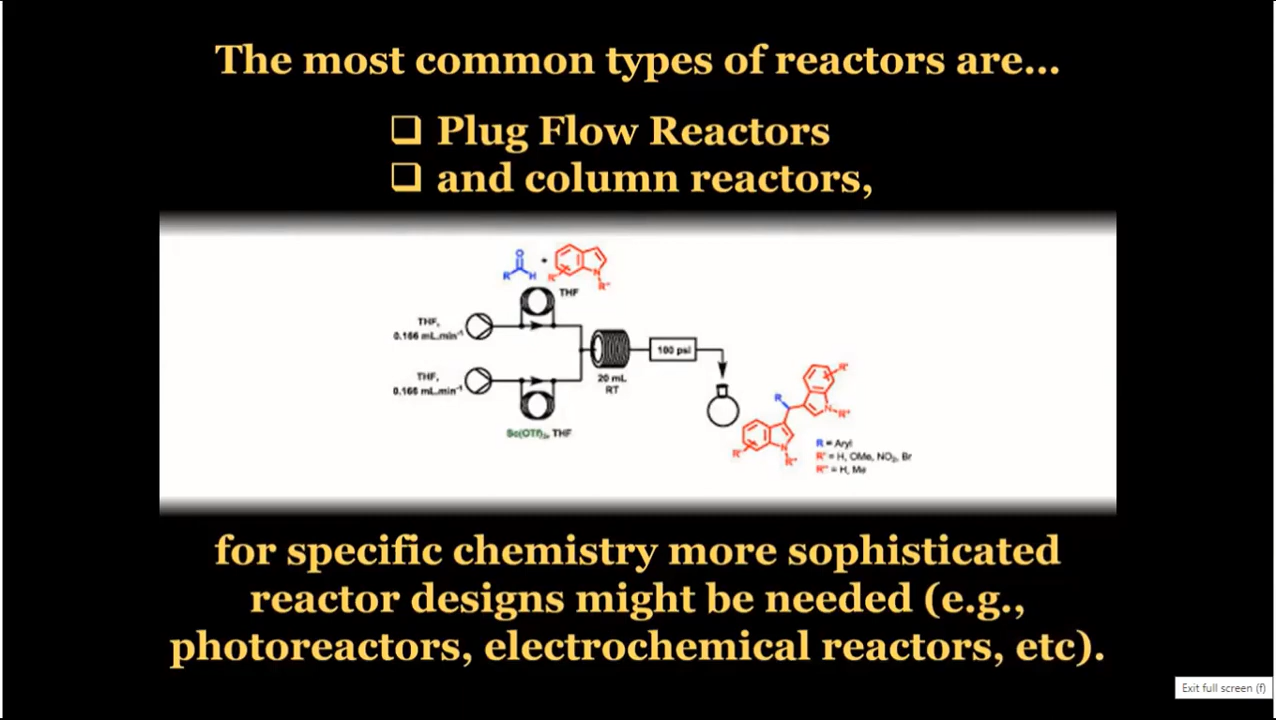 The most common types of reactors are...
❑ Plug Flow Reactors
❑ and column reactors,
O
R
H
+
R'
N
R''
THF
THF,
0.166 mL.min⁻¹
20 mL
RT
100 psi
THF,
0.166 mL.min⁻¹
Sc(OTf)₃, THF
R
R'
N
R''
R'
N
R''
R = Aryl
R' = H, OMe, NO₂, Br
R'' = H, Me
for specific chemistry more sophisticated
reactor designs might be needed (e.g.,
photoreactors, electrochemical reactors, etc).
Exit full screen (f)